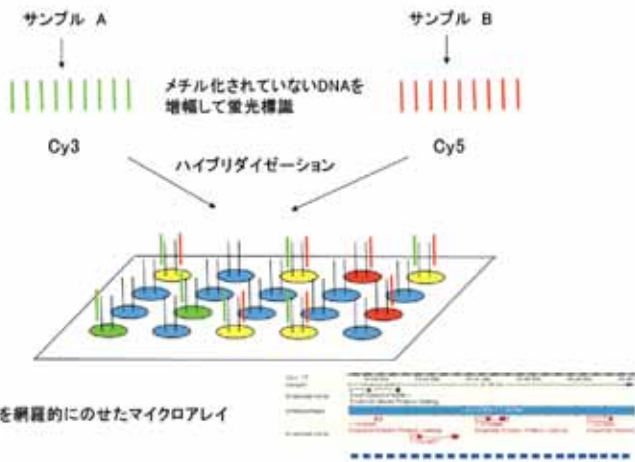 サンプル A
サンプル B
メチル化されていないDNAを
増幅して蛍光標識
Cy3
Cy5
ハイブリダイゼーション
を網羅的にのせたマイクロアレイ